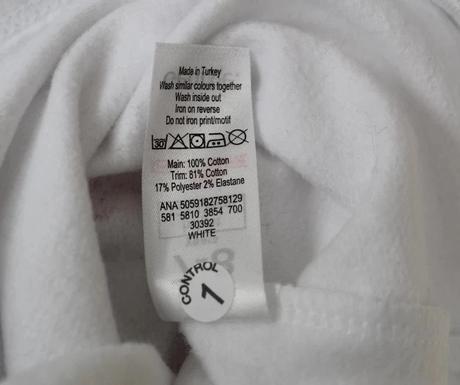 Made in Turkey
Wash similar colours together
Wash inside out
Iron on reverse
Do not iron print/motif
30
Main: 100% Cotton
Trim: 81% Cotton
17% Polyester 2% Elastane
ANA 5059182758129
581 5810 3854 700
30392
WHITE
CONTROL
1